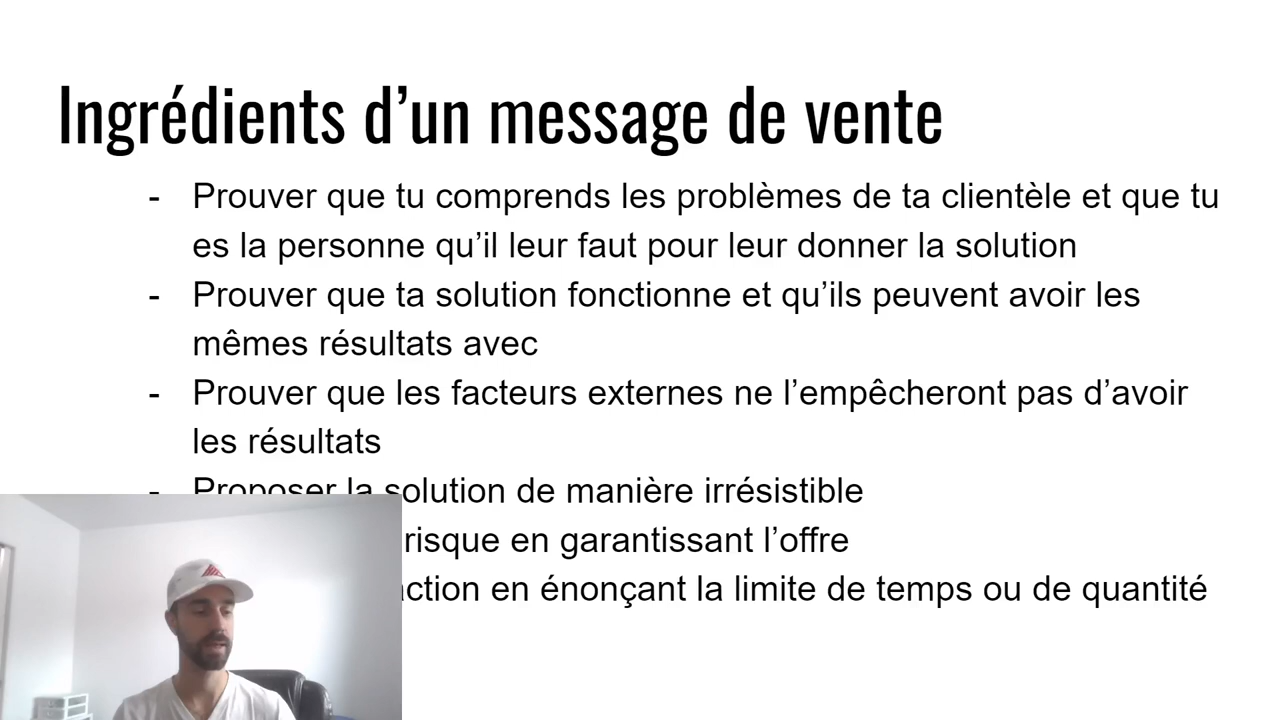 Ingrédients d’un message de vente
- Prouver que tu comprends les problèmes de ta clientèle et que tu
es la personne qu’il leur faut pour leur donner la solution
- Prouver que ta solution fonctionne et qu’ils peuvent avoir les
mêmes résultats avec
- Prouver que les facteurs externes ne l’empêcheront pas d’avoir
les résultats
- Proposer la solution de manière irrésistible
risque en garantissant l’offre
action en énonçant la limite de temps ou de quantité